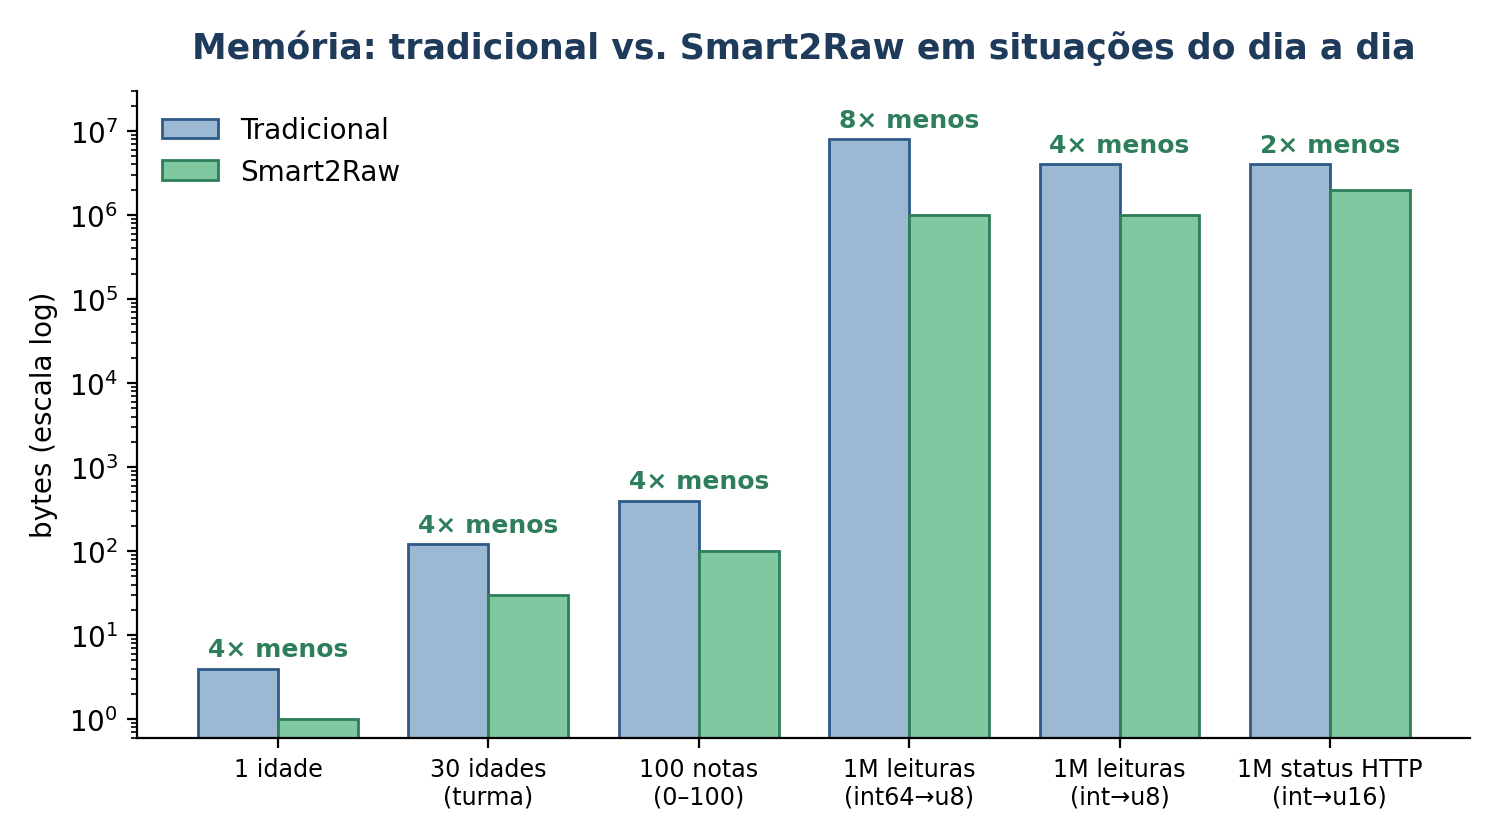 Memória: tradicional vs. Smart2Raw em situações do dia a dia
Tradicional
Smart2Raw
bytes (escala log)
10⁷
10⁶
10⁵
10⁴
10³
10²
10¹
10⁰
4× menos
4× menos
4× menos
8× menos
4× menos
2× menos
1 idade
30 idades
(turma)
100 notas
(0–100)
1M leituras
(int64→u8)
1M leituras
(int→u8)
1M status HTTP
(int→u16)